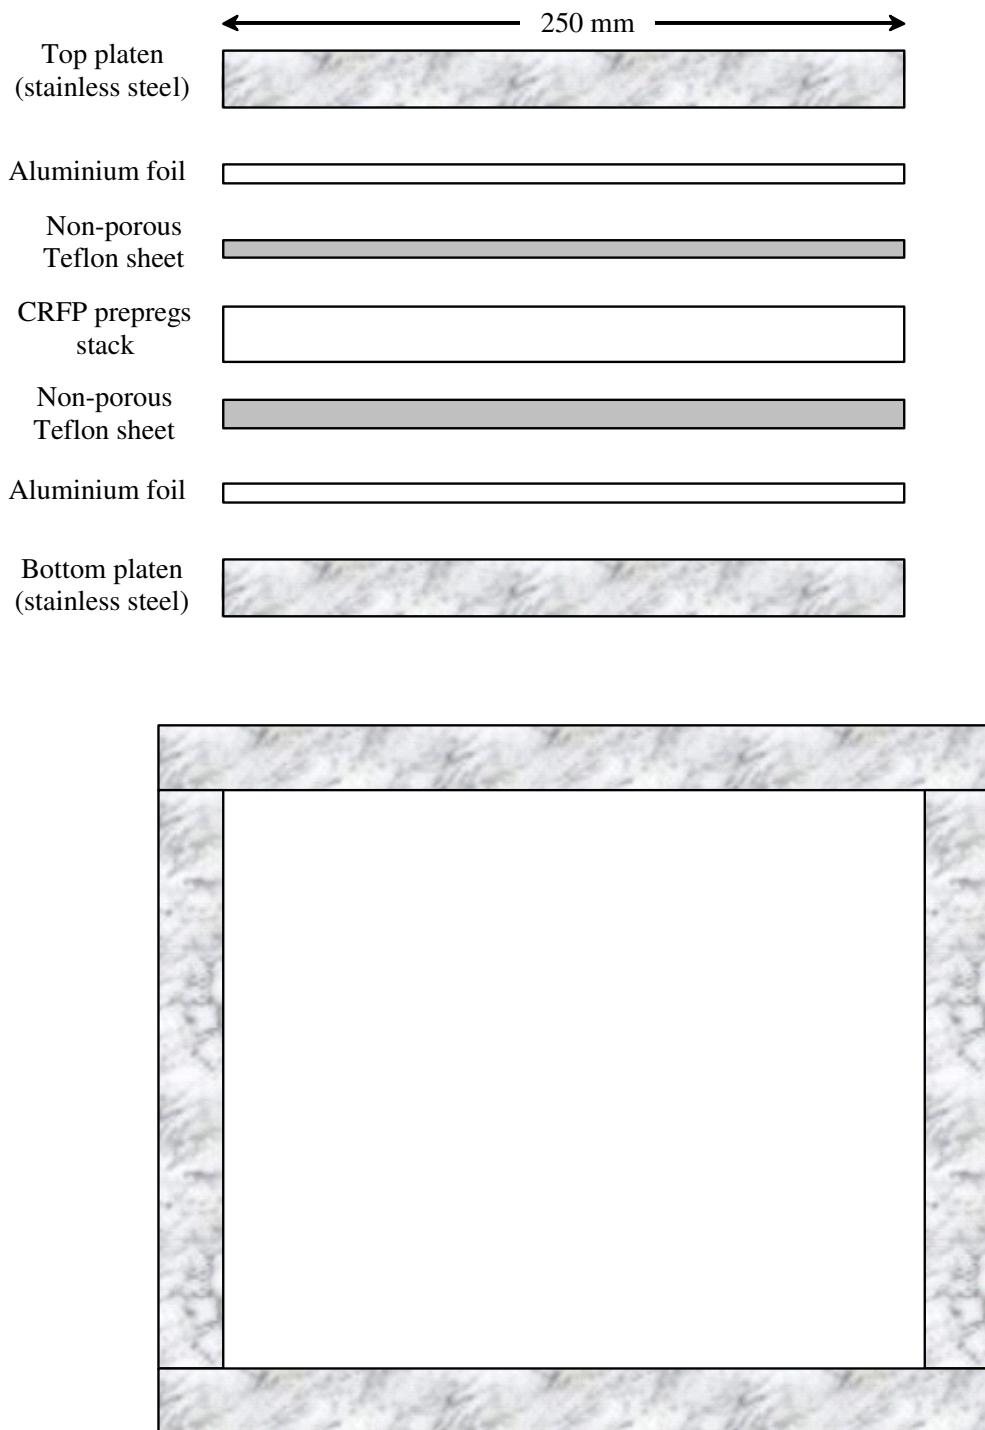 250 mm
Top platen
(stainless steel)
Aluminium foil
Non-porous
Teflon sheet
CRFP prepregs
stack
Non-porous
Teflon sheet
Aluminium foil
Bottom platen
(stainless steel)